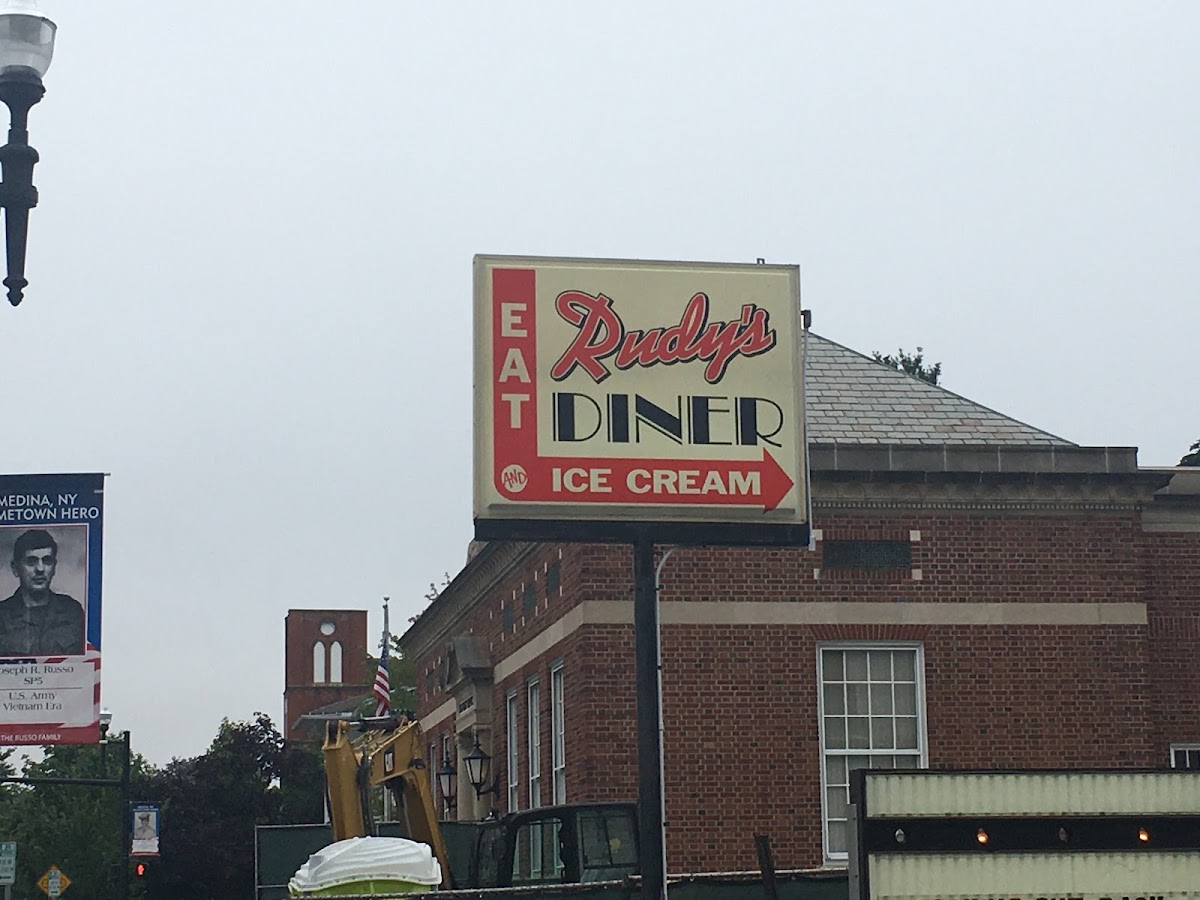 EAT
Rudy's
DINER
AND
ICE CREAM
MEDINA, NY
METOWN HERO
oseph R. Russo
SP5
U.S. Army
Vietnam Era
THE RUSSO FAMILY
CAT